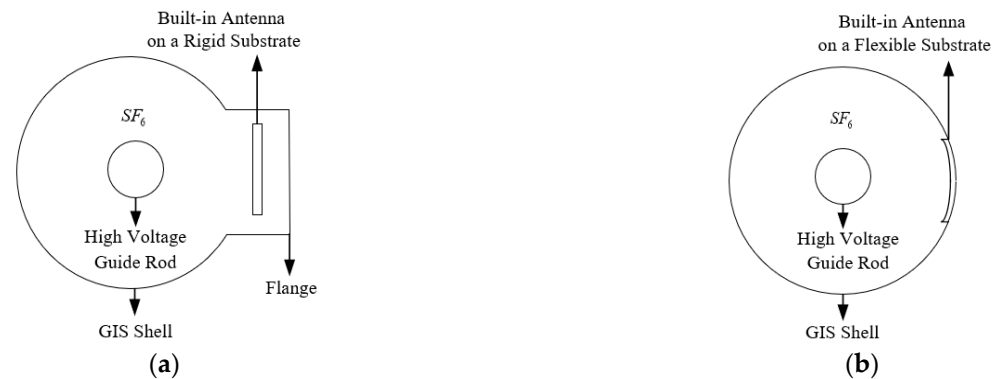 Built-in Antenna
on a Rigid Substrate
SF6
High Voltage
Guide Rod
Flange
GIS Shell
(a)
Built-in Antenna
on a Flexible Substrate
SF6
High Voltage
Guide Rod
GIS Shell
(b)